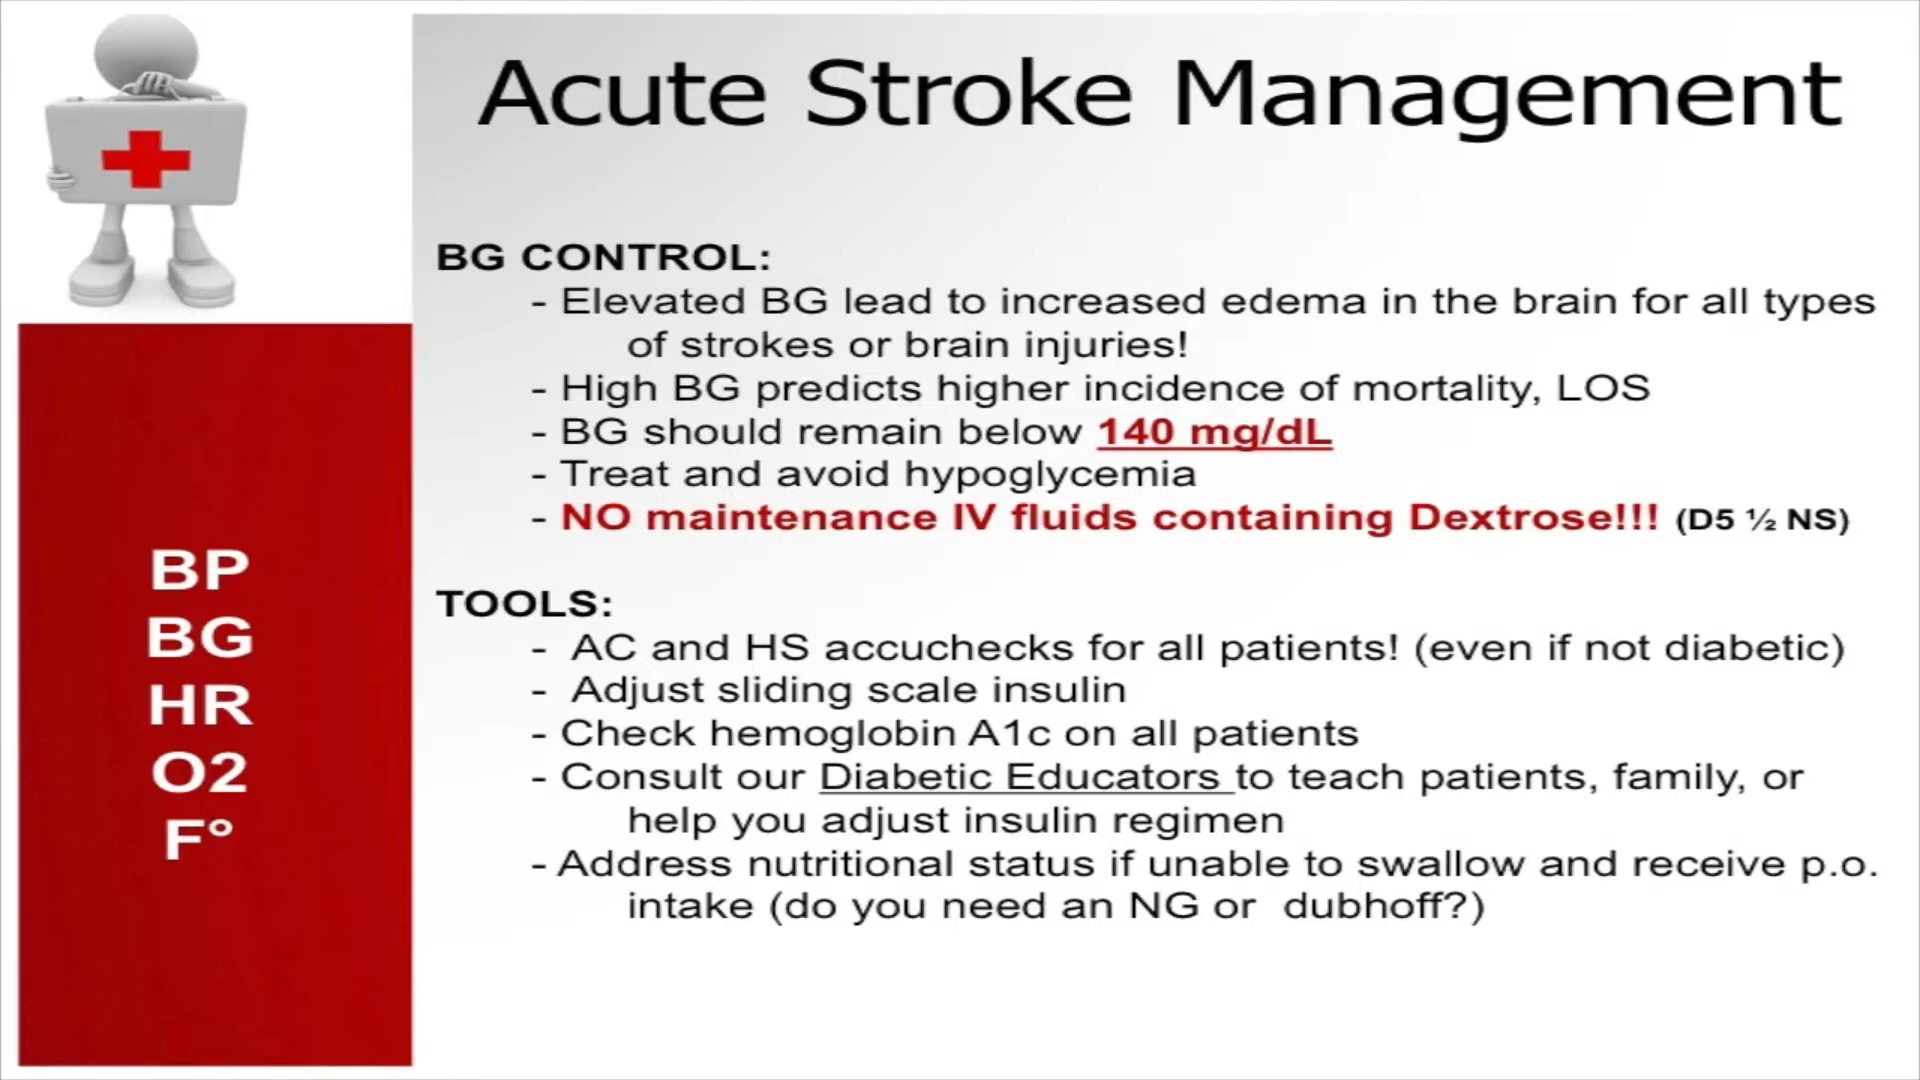 Acute Stroke Management
BG CONTROL:
- Elevated BG lead to increased edema in the brain for all types
of strokes or brain injuries!
- High BG predicts higher incidence of mortality, LOS
- BG should remain below 140 mg/dL
- Treat and avoid hypoglycemia
- NO maintenance IV fluids containing Dextrose!!! (D5 ½ NS)
TOOLS:
- AC and HS accuchecks for all patients! (even if not diabetic)
- Adjust sliding scale insulin
- Check hemoglobin A1c on all patients
- Consult our Diabetic Educators to teach patients, family, or
help you adjust insulin regimen
- Address nutritional status if unable to swallow and receive p.o.
intake (do you need an NG or dubhoff?)
BP
BG
HR
O2
F°